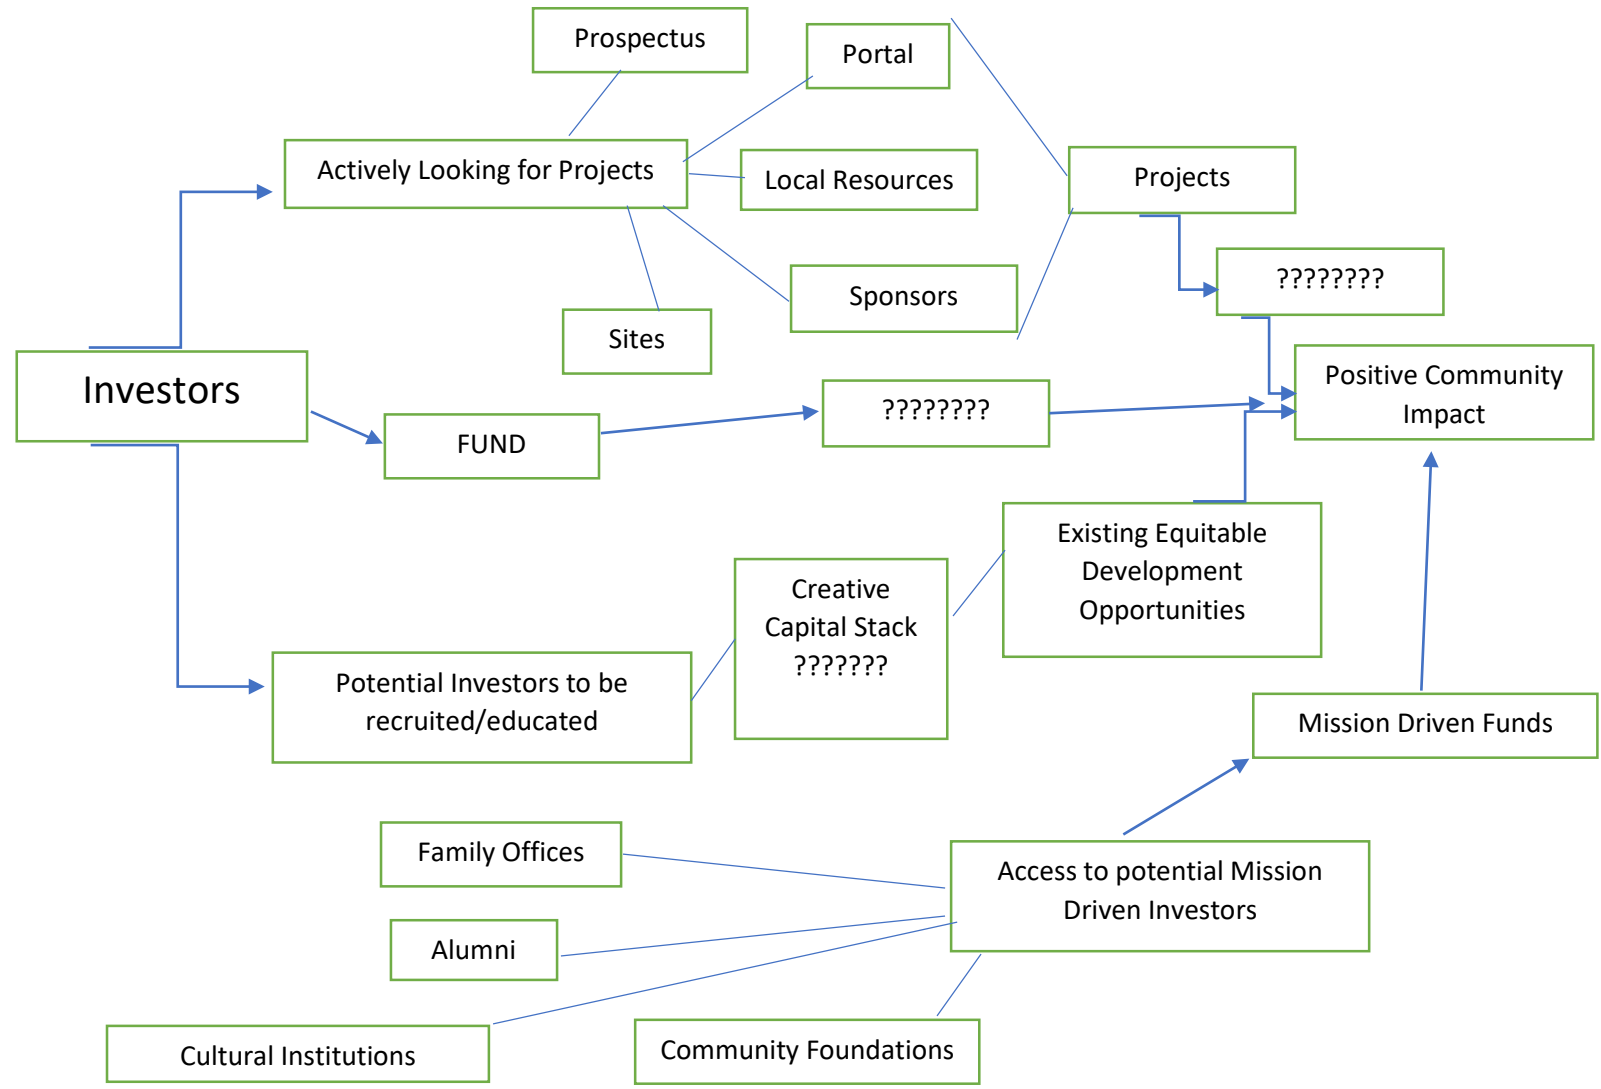 Prospectus
Portal
Actively Looking for Projects
Local Resources
Projects
????????
Sponsors
Sites
Investors
Positive Community
Impact
????????
FUND
Existing Equitable
Development
Opportunities
Creative
Capital Stack
???????
Potential Investors to be
recruited/educated
Mission Driven Funds
Family Offices
Access to potential Mission
Driven Investors
Alumni
Cultural Institutions
Community Foundations